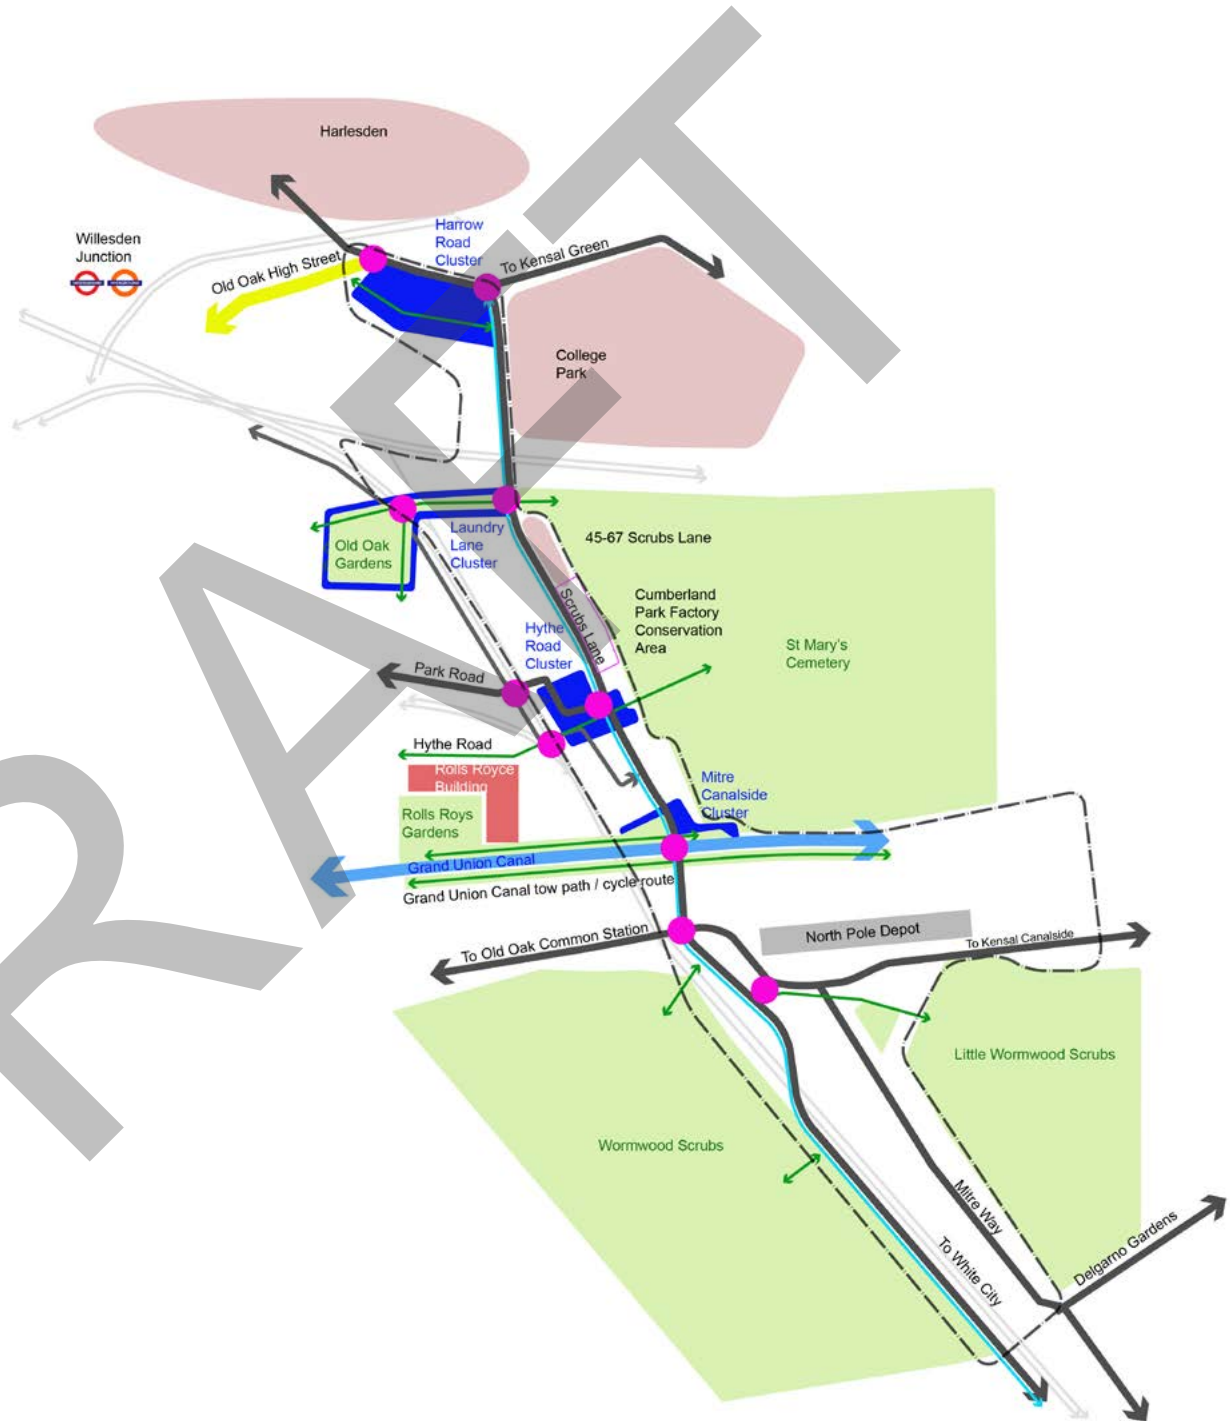 Harlesden
Willesden
Junction
Harrow
Road
Cluster
To Kensal Green
Old Oak High Street
College
Park
Laundry
Lane
Cluster
45-67 Scrubs Lane
Old Oak
Gardens
Scrubs Lane
Cumberland
Park Factory
Conservation
Area
Hythe
Road
Cluster
St Mary's
Cemetery
Park Road
Hythe Road
Rolls Royce
Building
Mitre
Canalside
Cluster
Rolls Roys
Gardens
Grand Union Canal
Grand Union Canal tow path / cycle route
To Old Oak Common Station
North Pole Depot
To Kensal Canalside
Little Wormwood Scrubs
Wormwood Scrubs
Mitre Way
To White City
Delgarno Gardens
RAFT